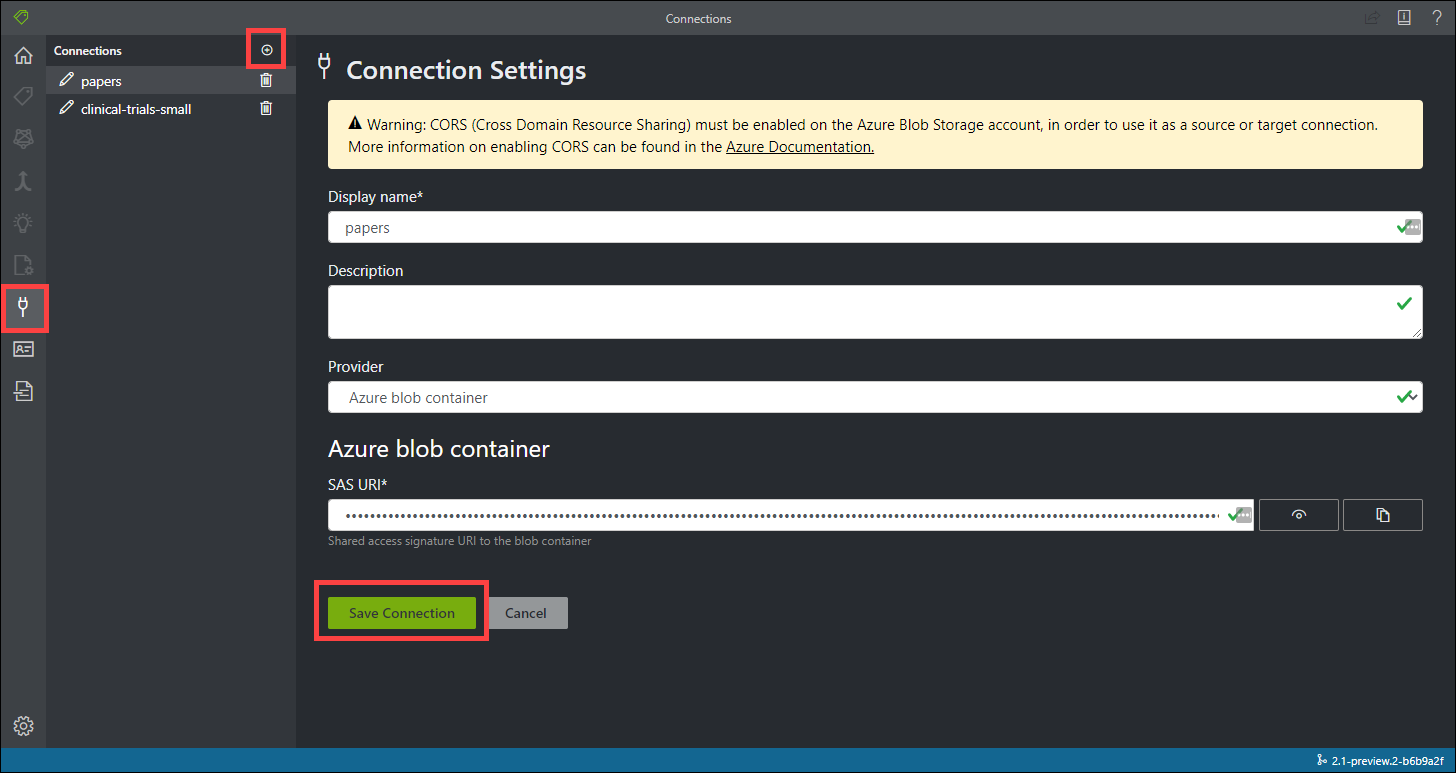 Connections
Connections
papers
clinical-trials-small
Connection Settings
Warning: CORS (Cross Domain Resource Sharing) must be enabled on the Azure Blob Storage account, in order to use it as a source or target connection.
More information on enabling CORS can be found in the Azure Documentation.
Display name*
papers
Description
Provider
Azure blob container
Azure blob container
SAS URI*
Shared access signature URI to the blob container
Save Connection
Cancel
2.1-preview.2-b6b9a2f